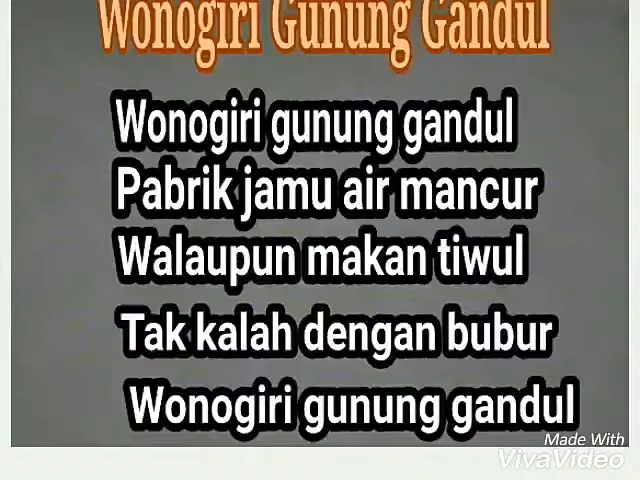 Wonogiri Gunung Gandul
Wonogiri gunung gandul
Pabrik jamu air mancur
Walaupun makan tiwul
Tak kalah dengan bubur
Wonogiri gunung gandul
Made With
VivaVideo